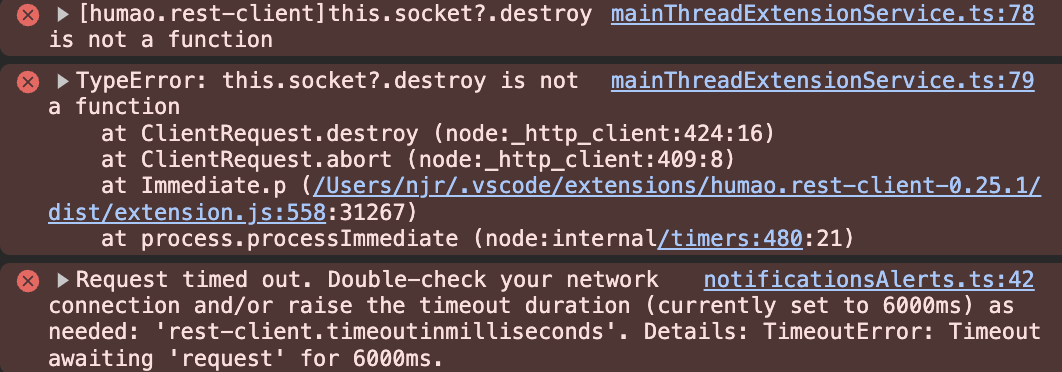 [humao.rest-client]this.socket?.destroy mainThreadExtensionService.ts:78
is not a function
TypeError: this.socket?.destroy is not mainThreadExtensionService.ts:79
a function
at ClientRequest.destroy (node:_http_client:424:16)
at ClientRequest.abort (node:_http_client:409:8)
at Immediate.p (/Users/njr/.vscode/extensions/humao.rest-client-0.25.1/
dist/extension.js:558:31267)
at process.processImmediate (node:internal/timers:480:21)
Request timed out. Double-check your network notificationsAlerts.ts:42
connection and/or raise the timeout duration (currently set to 6000ms) as
needed: 'rest-client.timeoutinmilliseconds'. Details: TimeoutError: Timeout
awaiting 'request' for 6000ms.